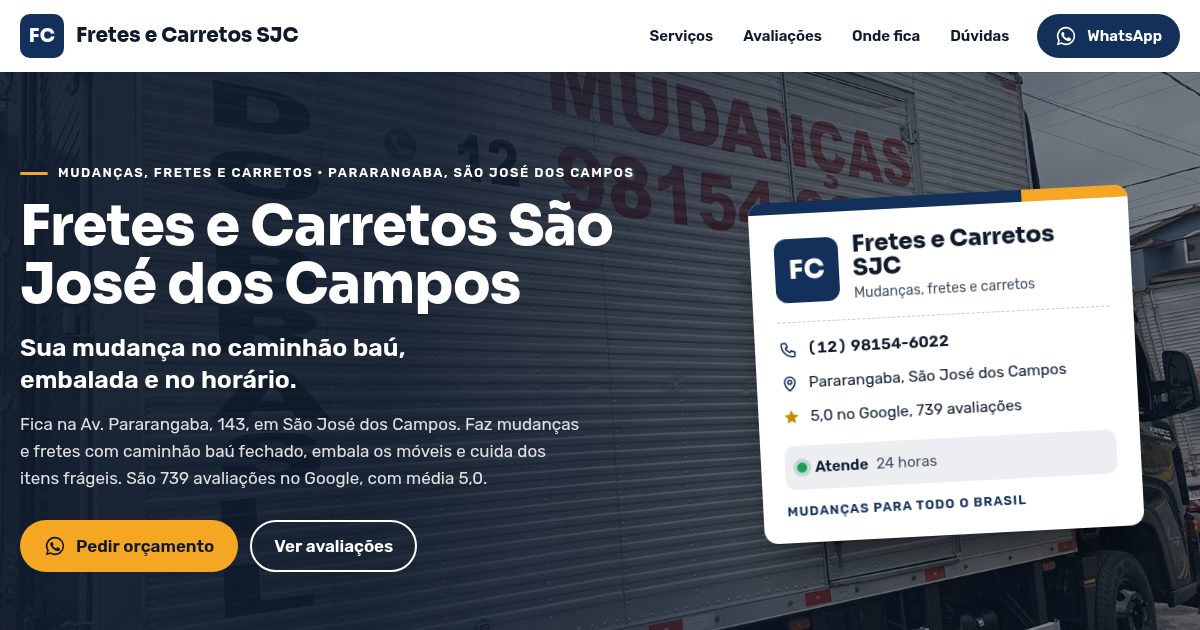 FC
Fretes e Carretos SJC
Serviços
Avaliações
Onde fica
Dúvidas
WhatsApp
MUDANÇAS
12
98154
MUDANÇAS, FRETES E CARRETOS • PARARANGABA, SÃO JOSÉ DOS CAMPOS
Fretes e Carretos São
José dos Campos
Sua mudança no caminhão baú,
embalada e no horário.
Fica na Av. Pararangaba, 143, em São José dos Campos. Faz mudanças
e fretes com caminhão baú fechado, embala os móveis e cuida dos
itens frágeis. São 739 avaliações no Google, com média 5,0.
Pedir orçamento
Ver avaliações
FC
Fretes e Carretos
SJC
Mudanças, fretes e carretos
(12) 98154-6022
Pararangaba, São José dos Campos
5,0 no Google, 739 avaliações
Atende 24 horas
MUDANÇAS PARA TODO O BRASIL